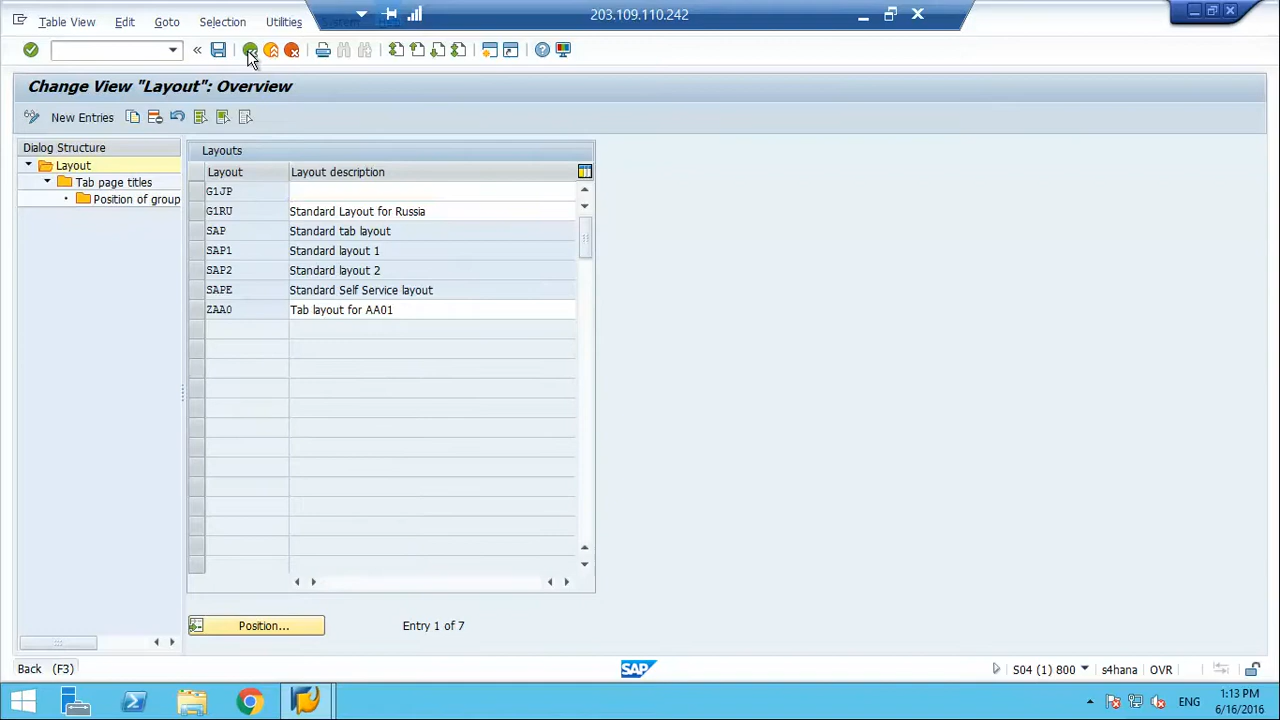 203.109.110.242
Table View Edit Goto Selection Utilities System
Change View "Layout": Overview
New Entries
Dialog Structure
Layout
Tab page titles
Position of group
Layouts
Layout Layout description
G1JP
G1RU Standard Layout for Russia
SAP Standard tab layout
SAP1 Standard layout 1
SAP2 Standard layout 2
SAPE Standard Self Service layout
ZAA0 Tab layout for AA01
Position... Entry 1 of 7
Back (F3) SAP S04 (1) 800 s4hana OVR
ENG 1:13 PM
6/16/2016